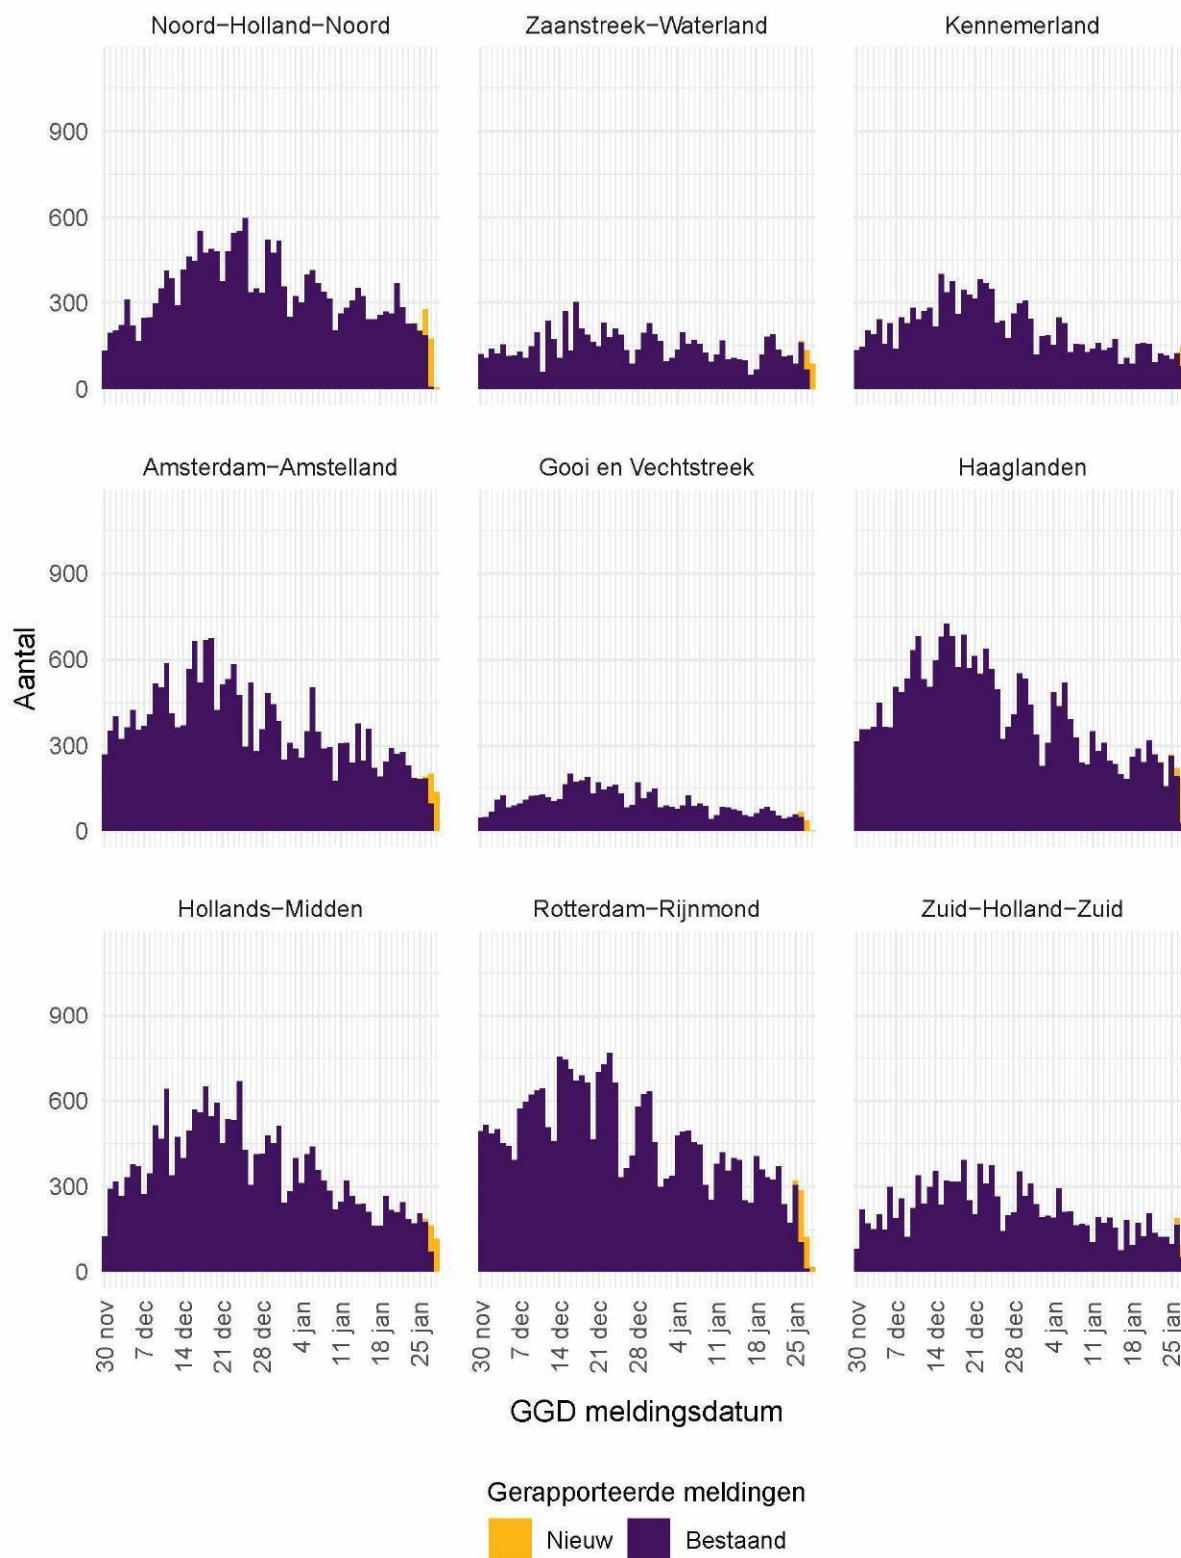 Noord-Holland-Noord
Zaanstreek-Waterland
Kennemerland
900
600
300
0
Amsterdam-Amstelland
Gooi en Vechtstreek
Haaglanden
900
600
300
0
Aantal
Hollands-Midden
Rotterdam-Rijnmond
Zuid-Holland-Zuid
900
600
300
0
30 nov
7 dec
14 dec
21 dec
28 dec
4 jan
11 jan
18 jan
25 jan
30 nov
7 dec
14 dec
21 dec
28 dec
4 jan
11 jan
18 jan
25 jan
30 nov
7 dec
14 dec
21 dec
28 dec
4 jan
11 jan
18 jan
25 jan
GGD meldingsdatum
Gerapporteerde meldingen
Nieuw
Bestaand